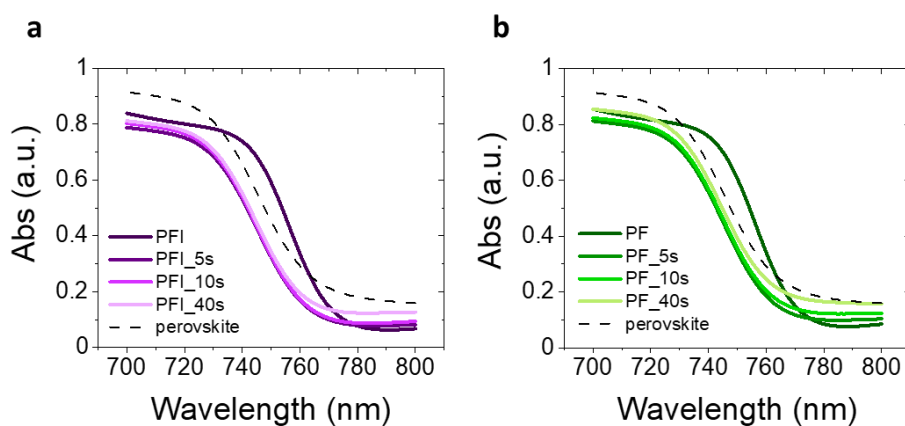 a
b
1
0.8
0.6
0.4
0.2
0
Abs (a.u.)
PFI
PFI_5s
PFI_10s
PFI_40s
perovskite
700 720 740 760 780 800
Wavelength (nm)
1
0.8
0.6
0.4
0.2
0
Abs (a.u.)
PF
PF_5s
PF_10s
PF_40s
perovskite
700 720 740 760 780 800
Wavelength (nm)